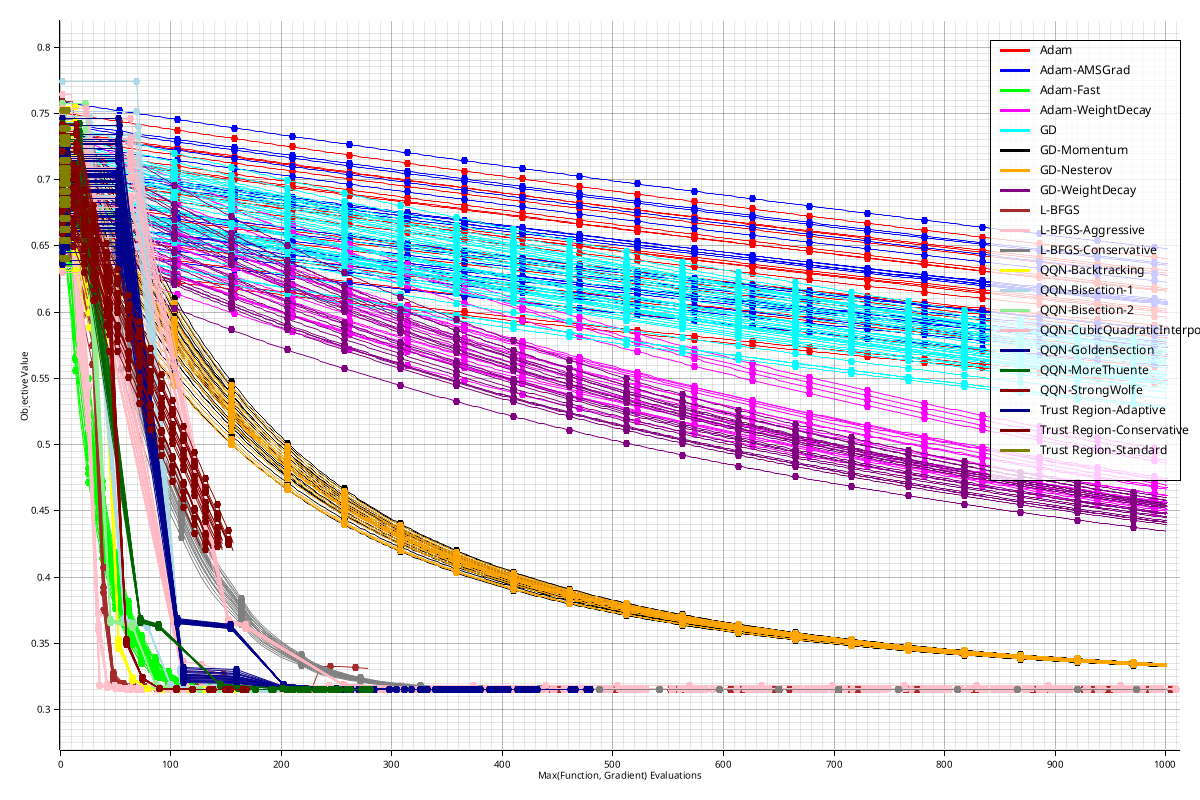 0.8
0.75
0.7
0.65
0.6
0.55
0.5
0.45
0.4
0.35
0.3
Objective Value
0 100 200 300 400 500 600 700 800 900 1000
Max(Function, Gradient) Evaluations
Adam
Adam-AMSGrad
Adam-Fast
Adam-WeightDecay
GD
GD-Momentum
GD-Nesterov
GD-WeightDecay
L-BFGS
L-BFGS-Aggressive
L-BFGS-Conservative
QQN-Backtracking
QQN-Bisection-1
QQN-Bisection-2
QQN-CubicQuadraticInterpo
QQN-GoldenSection
QQN-MoreThuente
QQN-StrongWolfe
Trust Region-Adaptive
Trust Region-Conservative
Trust Region-Standard